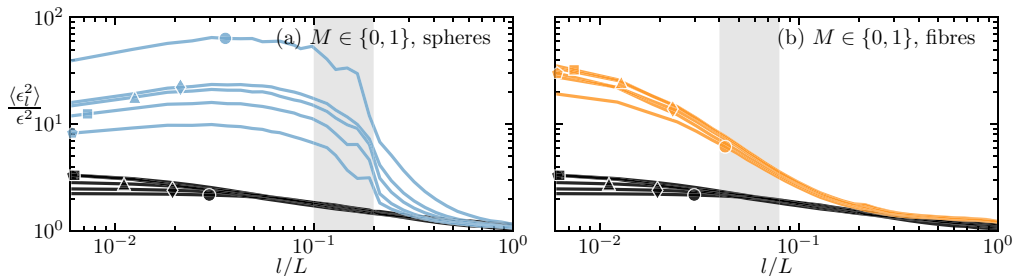 (a) M ∈ {0, 1}, spheres
(b) M ∈ {0, 1}, fibres
⟨ϵ_l^2⟩/ϵ^2
10^2
10^1
10^0
10^−2
10^−1
10^0
l/L
10^−2
10^−1
10^0
l/L